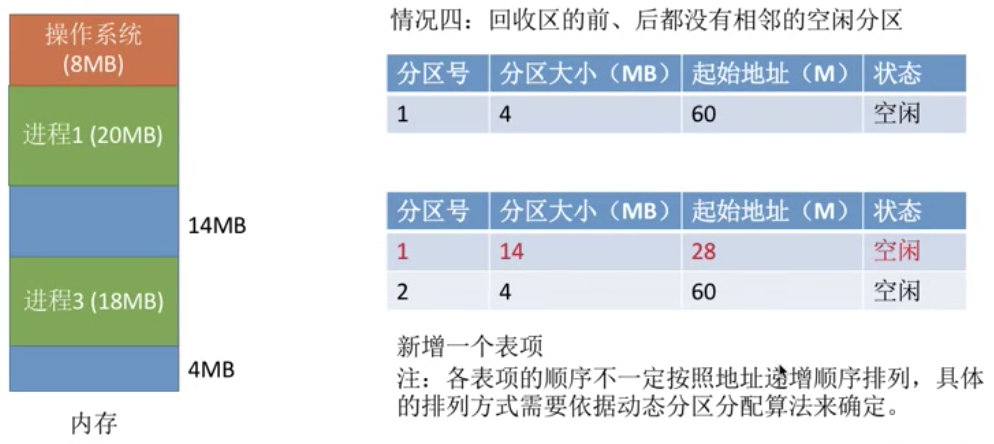 操作系统
(8MB)
进程1 (20MB)
14MB
进程3 (18MB)
4MB
内存
情况四：回收区的前、后都没有相邻的空闲分区
分区号 分区大小（MB） 起始地址（M） 状态
1 4 60 空闲
分区号 分区大小（MB） 起始地址（M） 状态
1 14 28 空闲
2 4 60 空闲
新增一个表项
注：各表项的顺序不一定按照地址递增顺序排列，具体
的排列方式需要依据动态分区分配算法来确定。